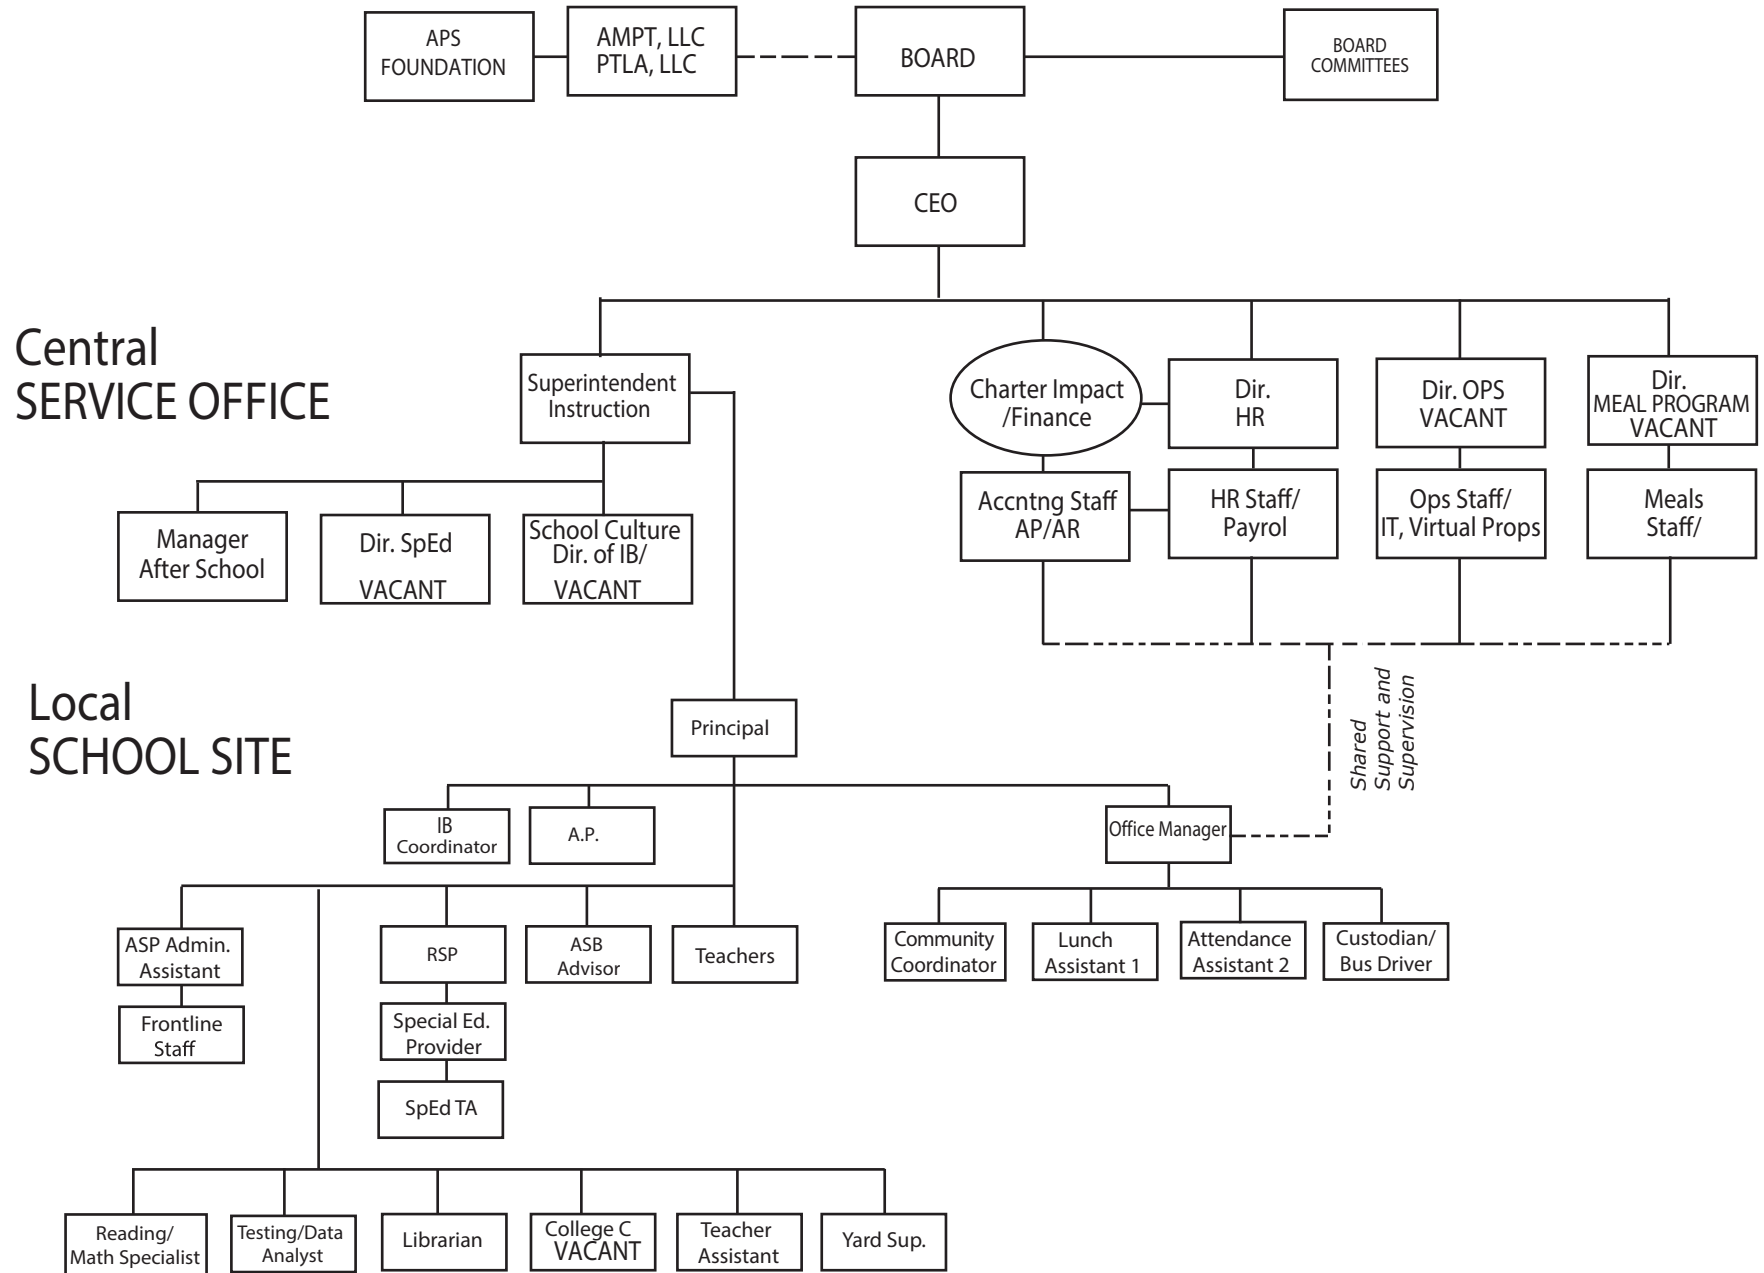 APS
FOUNDATION
AMPT, LLC
PTLA, LLC
BOARD
BOARD
COMMITTEES
CEO
Central
SERVICE OFFICE
Superintendent
Instruction
Charter Impact
/Finance
Dir.
HR
Dir. OPS
VACANT
Dir.
MEAL PROGRAM
VACANT
Manager
After School
Dir. SpEd
VACANT
School Culture
Dir. of IB/
VACANT
Accntng Staff
AP/AR
HR Staff/
Payrol
Ops Staff/
IT, Virtual Props
Meals
Staff/
Local
SCHOOL SITE
Principal
Shared
Support and
Supervision
IB
Coordinator
A.P.
Office Manager
ASP Admin.
Assistant
RSP
ASB
Advisor
Teachers
Community
Coordinator
Lunch
Assistant 1
Attendance
Assistant 2
Custodian/
Bus Driver
Frontline
Staff
Special Ed.
Provider
SpEd TA
Reading/
Math Specialist
Testing/Data
Analyst
Librarian
College C
VACANT
Teacher
Assistant
Yard Sup.